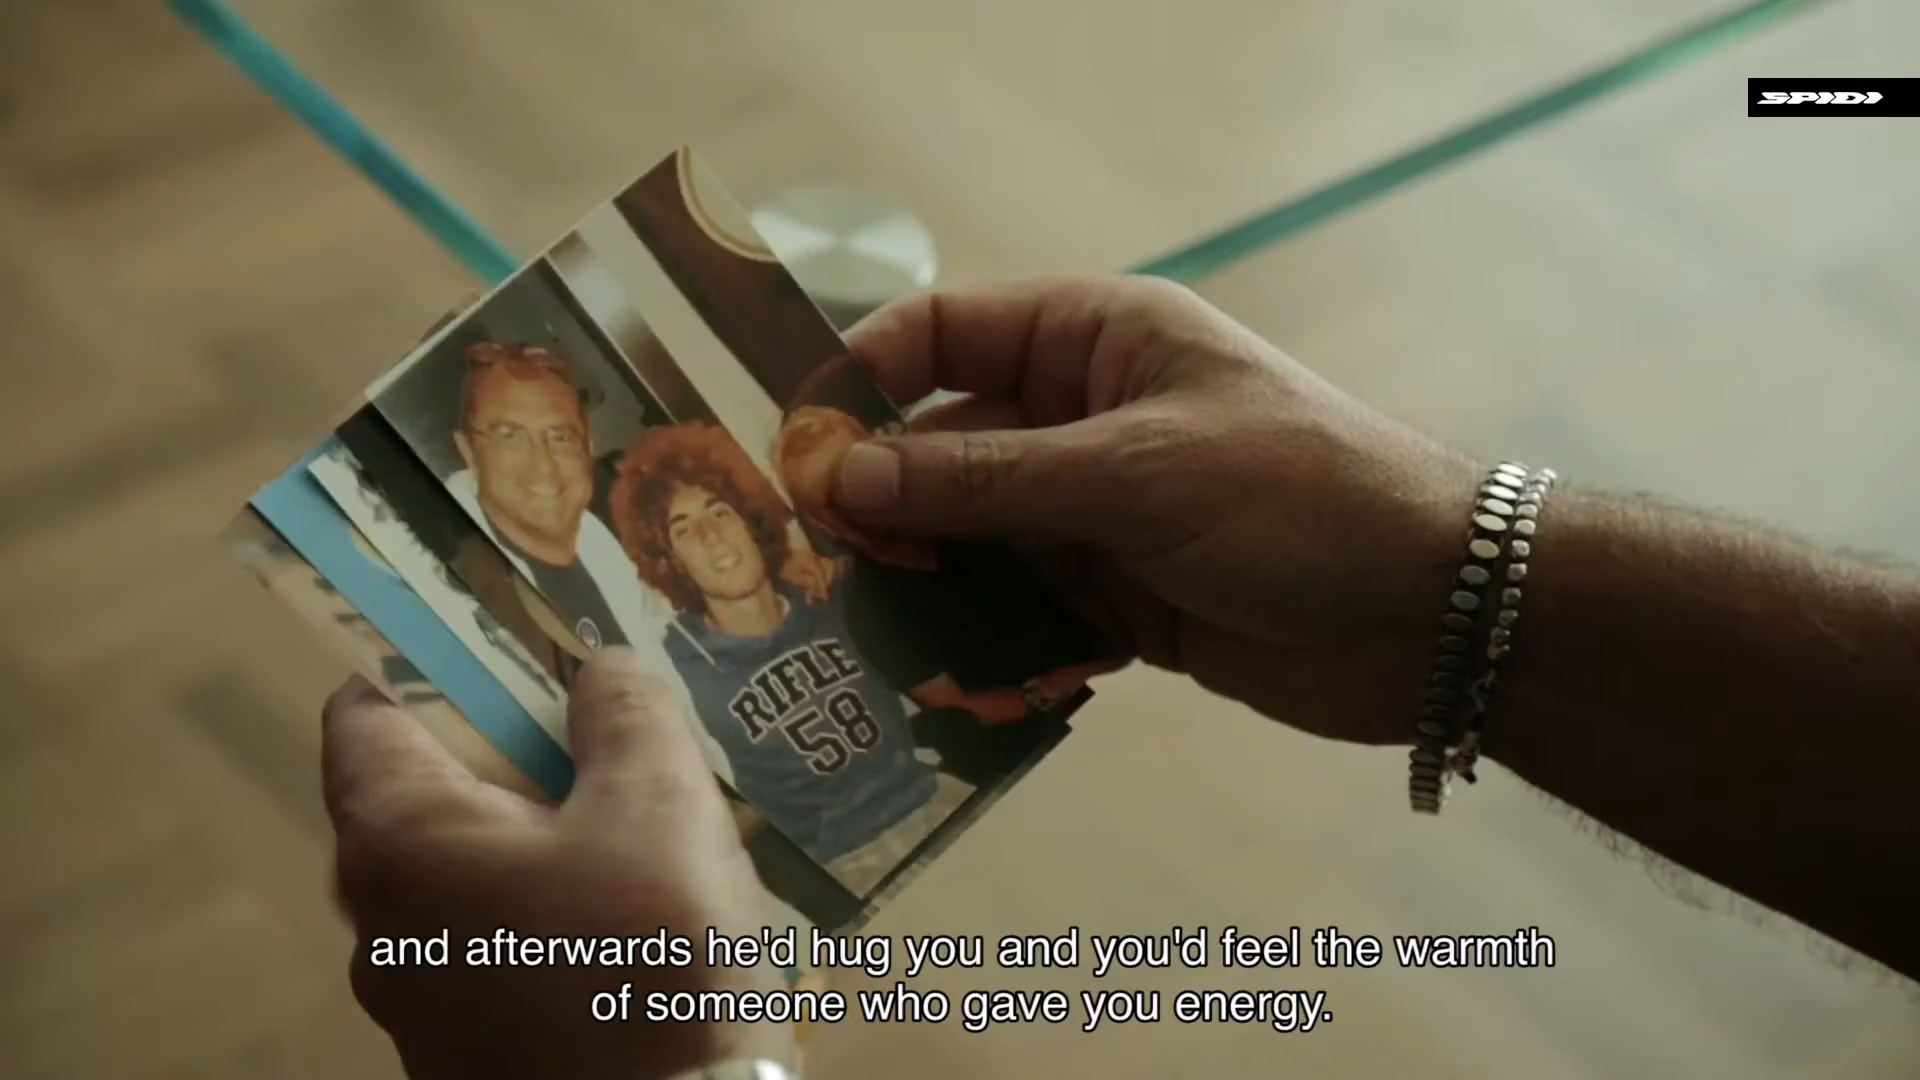 SPIDI
RIFLE
58
and afterwards he'd hug you and you'd feel the warmth
of someone who gave you energy.